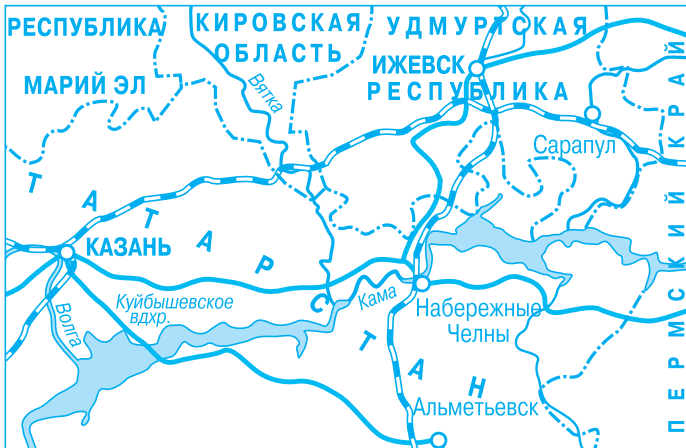 РЕСПУБЛИКА
МАРИЙ ЭЛ
КИРОВСКАЯ
ОБЛАСТЬ
УДМУРТСКАЯ
РЕСПУБЛИКА
ИЖЕВСК
Вятка
Сарапул
ПЕРМСКИЙ КРАЙ
ТАТАРСТАН
КАЗАНЬ
Волга
Куйбышевское
вдхр.
Кама
Набережные
Челны
Альметьевск